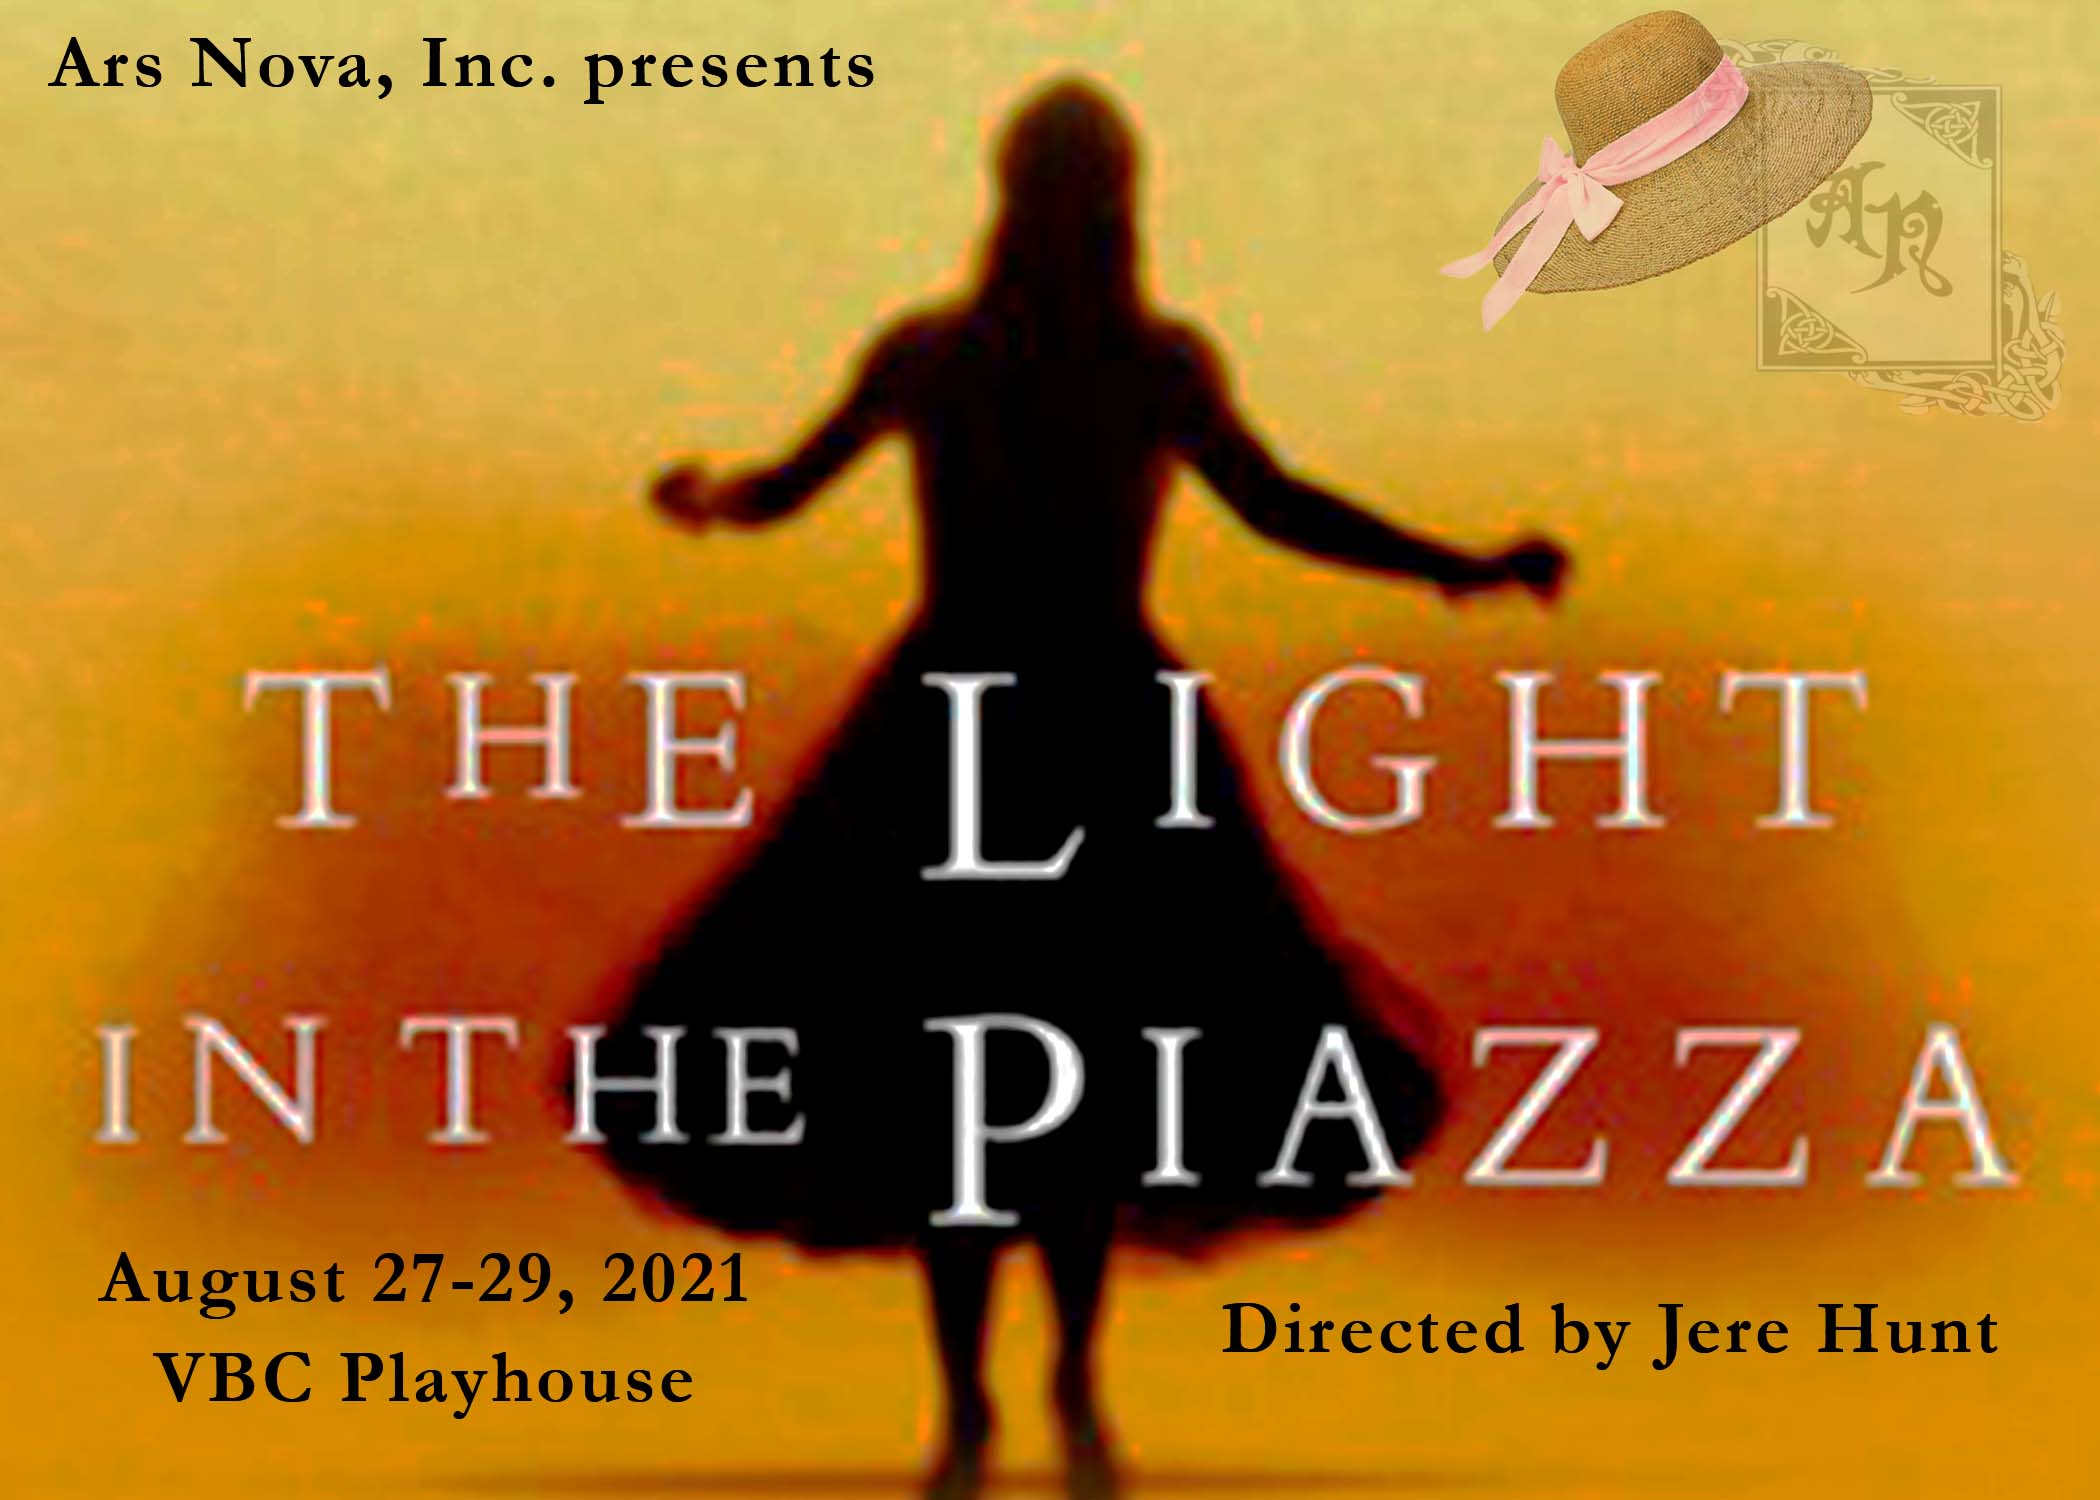 Ars Nova, Inc. presents
AN
THE LIGHT
IN THE PIAZZA
August 27-29, 2021
VBC Playhouse
Directed by Jere Hunt